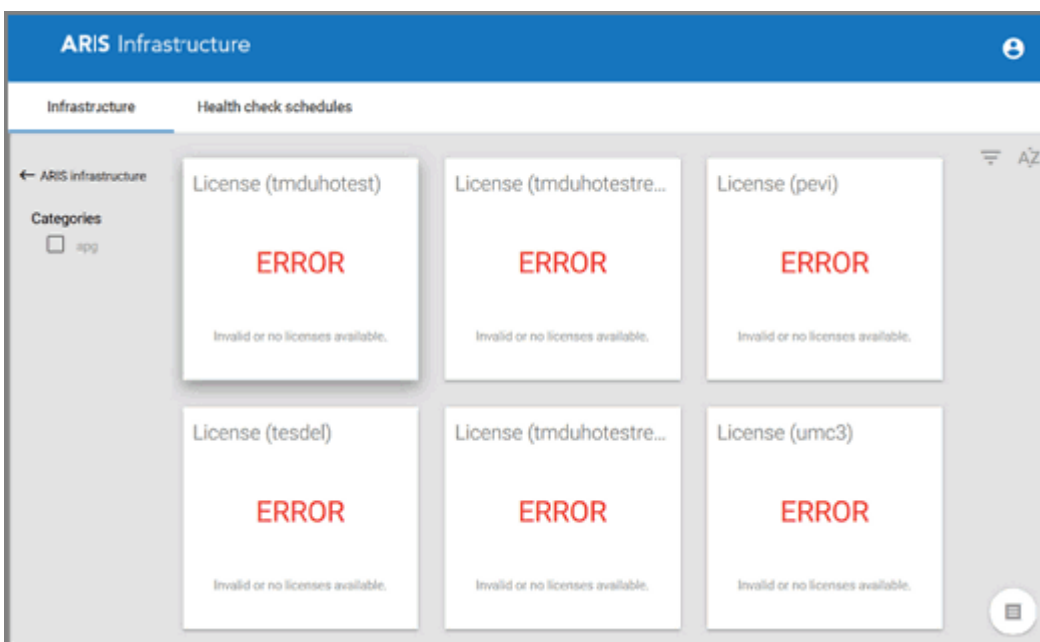 ARIS Infrastructure
Infrastructure Health check schedules
← ARIS infrastructure
AZ
Categories
apg
License (tmduhotest)
ERROR
Invalid or no licenses available.
License (tmduhotestre...
ERROR
Invalid or no licenses available.
License (pevi)
ERROR
Invalid or no licenses available.
License (tesdel)
ERROR
Invalid or no licenses available.
License (tmduhotestre...
ERROR
Invalid or no licenses available.
License (umc3)
ERROR
Invalid or no licenses available.